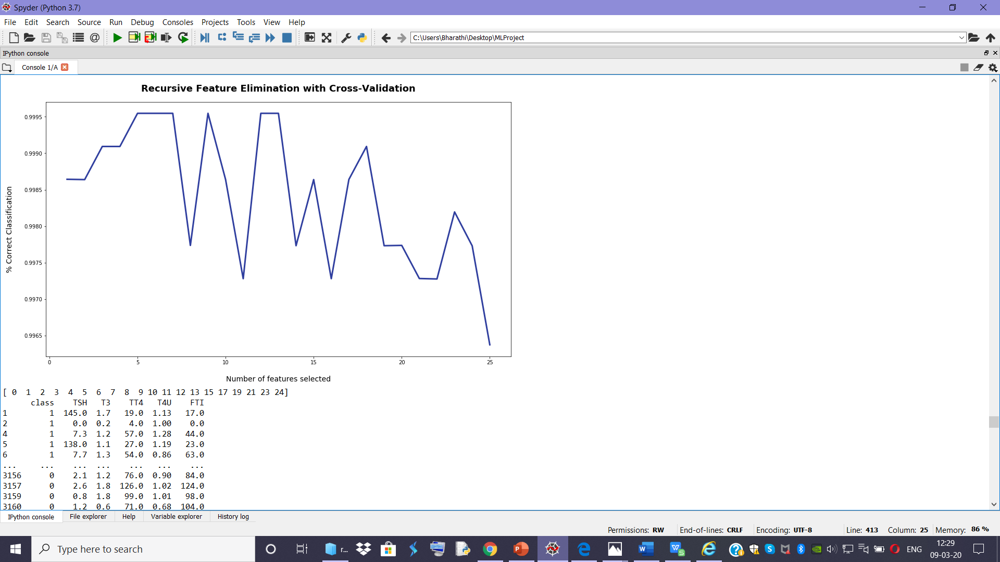 Spyder (Python 3.7)
File Edit Search Source Run Debug Consoles Projects Tools View Help
C:\Users\Bharathi\Desktop\MLProject
IPython console
Console 1/A
Recursive Feature Elimination with Cross-Validation
% Correct Classification
0.9995
0.9990
0.9985
0.9980
0.9975
0.9970
0.9965
0 5 10 15 20 25
Number of features selected
[ 0 1 2 3 4 5 6 7 8 9 10 11 12 13 15 17 19 21 23 24]
class TSH T3 TT4 T4U FTI
1 1 145.0 1.7 19.0 1.13 17.0
2 1 0.0 0.2 4.0 1.00 0.0
4 1 7.3 1.2 57.0 1.28 44.0
5 1 138.0 1.1 27.0 1.19 23.0
6 1 7.7 1.3 54.0 0.86 63.0
... ... ... ... ... ... ...
3156 0 2.1 1.2 76.0 0.90 84.0
3157 0 2.6 1.8 126.0 1.02 124.0
3159 0 0.8 1.8 99.0 1.01 98.0
3160 0 1.2 0.6 71.0 0.68 104.0
IPython console File explorer Help Variable explorer History log
Permissions: RW End-of-lines: CRLF Encoding: UTF-8 Line: 413 Column: 25 Memory: 86 %
Type here to search
r...
ENG
12:29
09-03-20